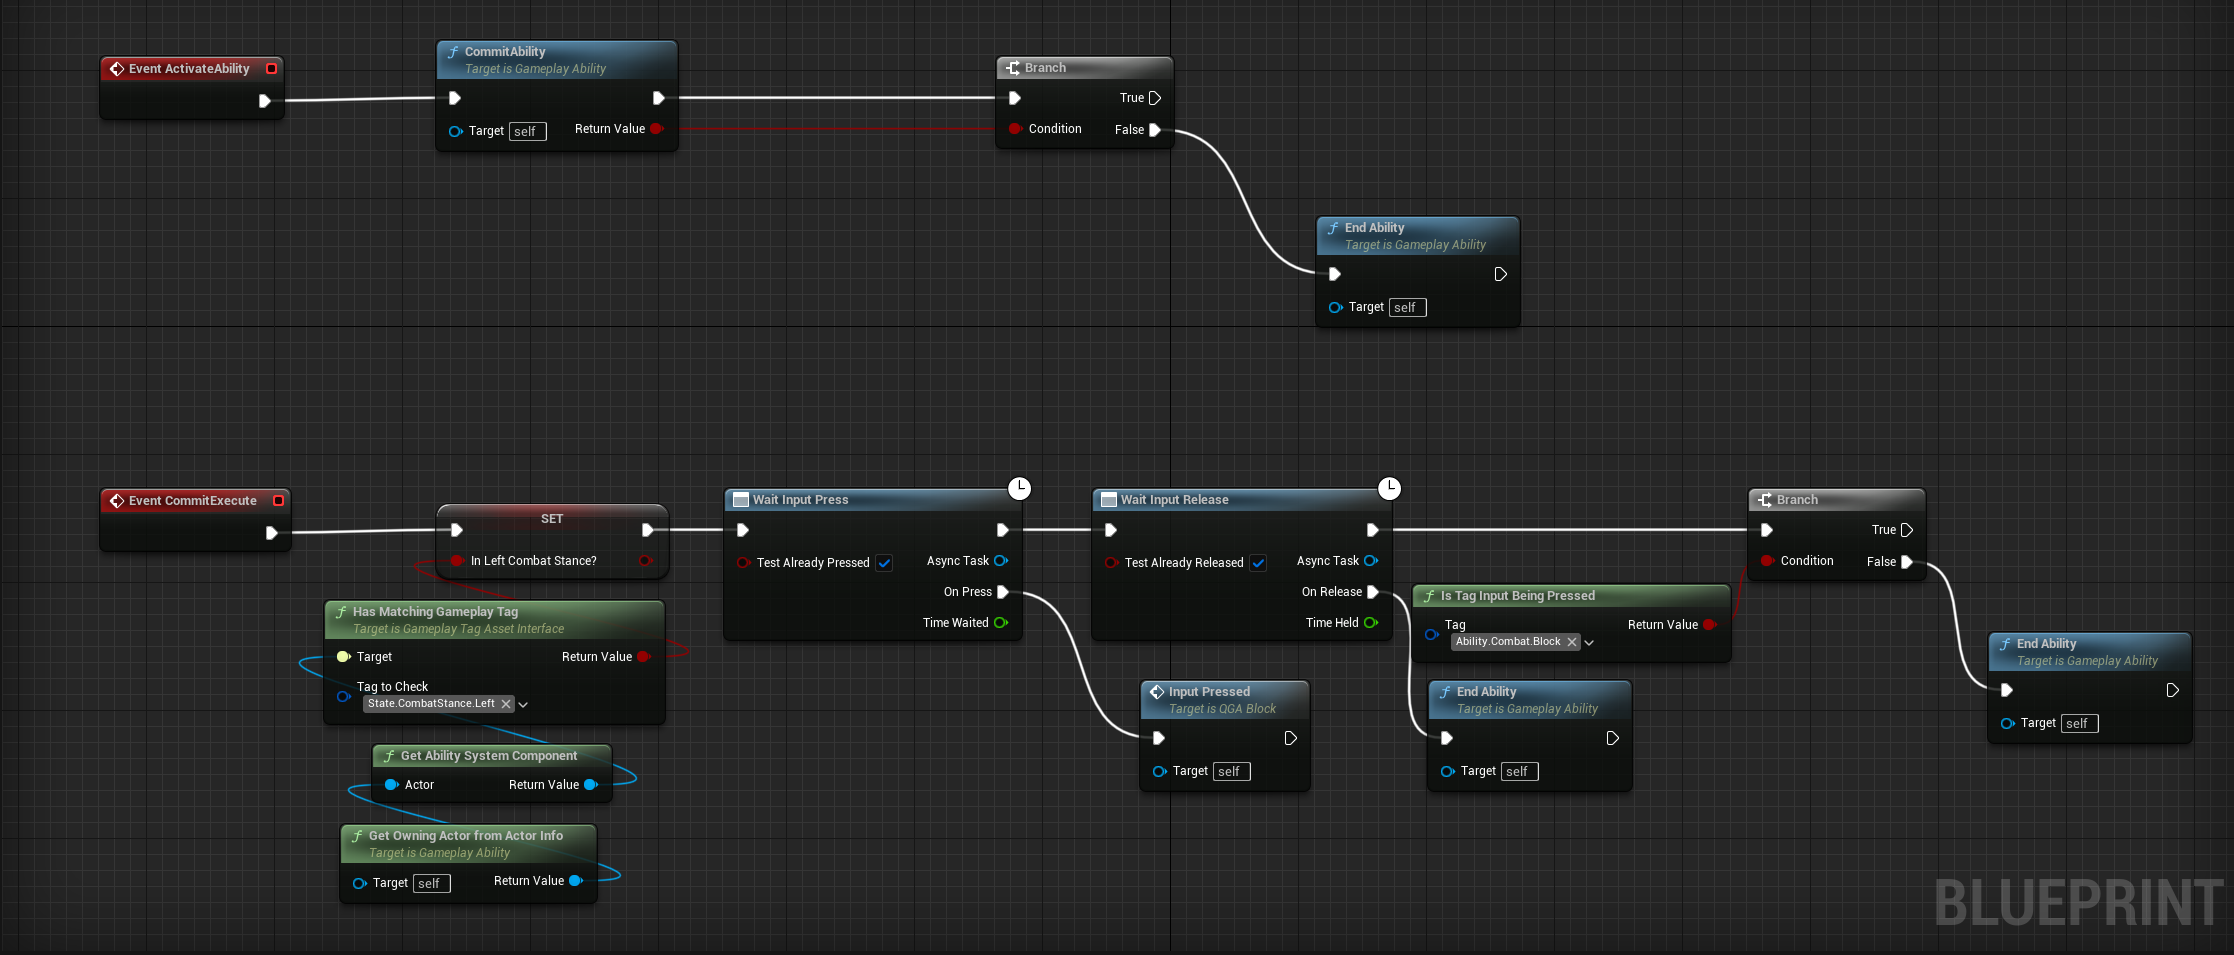 Event ActivateAbility
CommitAbility
Target is Gameplay Ability
Target self
Return Value
Branch
True
Condition
False
End Ability
Target is Gameplay Ability
Target self
Event CommitExecute
SET
In Left Combat Stance?
Has Matching Gameplay Tag
Target is Gameplay Tag Asset Interface
Target
Return Value
Tag to Check
State.CombatStance.Left
Get Ability System Component
Actor
Return Value
Get Owning Actor from Actor Info
Target is Gameplay Ability
Target self
Return Value
Wait Input Press
Test Already Pressed
Async Task
On Press
Time Waited
Input Pressed
Target is QGA Block
Target self
Wait Input Release
Test Already Released
Async Task
On Release
Time Held
Is Tag Input Being Pressed
Tag
Ability.Combat.Block
Return Value
End Ability
Target is Gameplay Ability
Target self
Branch
True
Condition
False
End Ability
Target is Gameplay Ability
Target self
BLUEPRINT